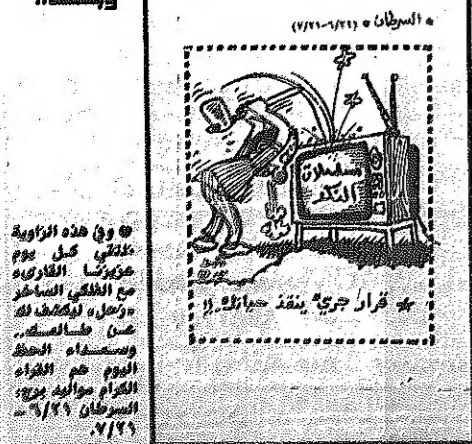 * السرطان * (٦/٢١-٧/٢١)
مسلسلات
النكد
* قرار جريء ينقذ حياتك..!!
● وفي هذه الزاوية
نلتقي كل يوم
عزيزنا القارىء
مع الفلكي الساخر
«زحل» ليكشف لك
عن طالعك..
وسعداء الحظ
اليوم هم القراء
الكرام مواليد برج:
السرطان ٦/٢١ -
٧/٢١.